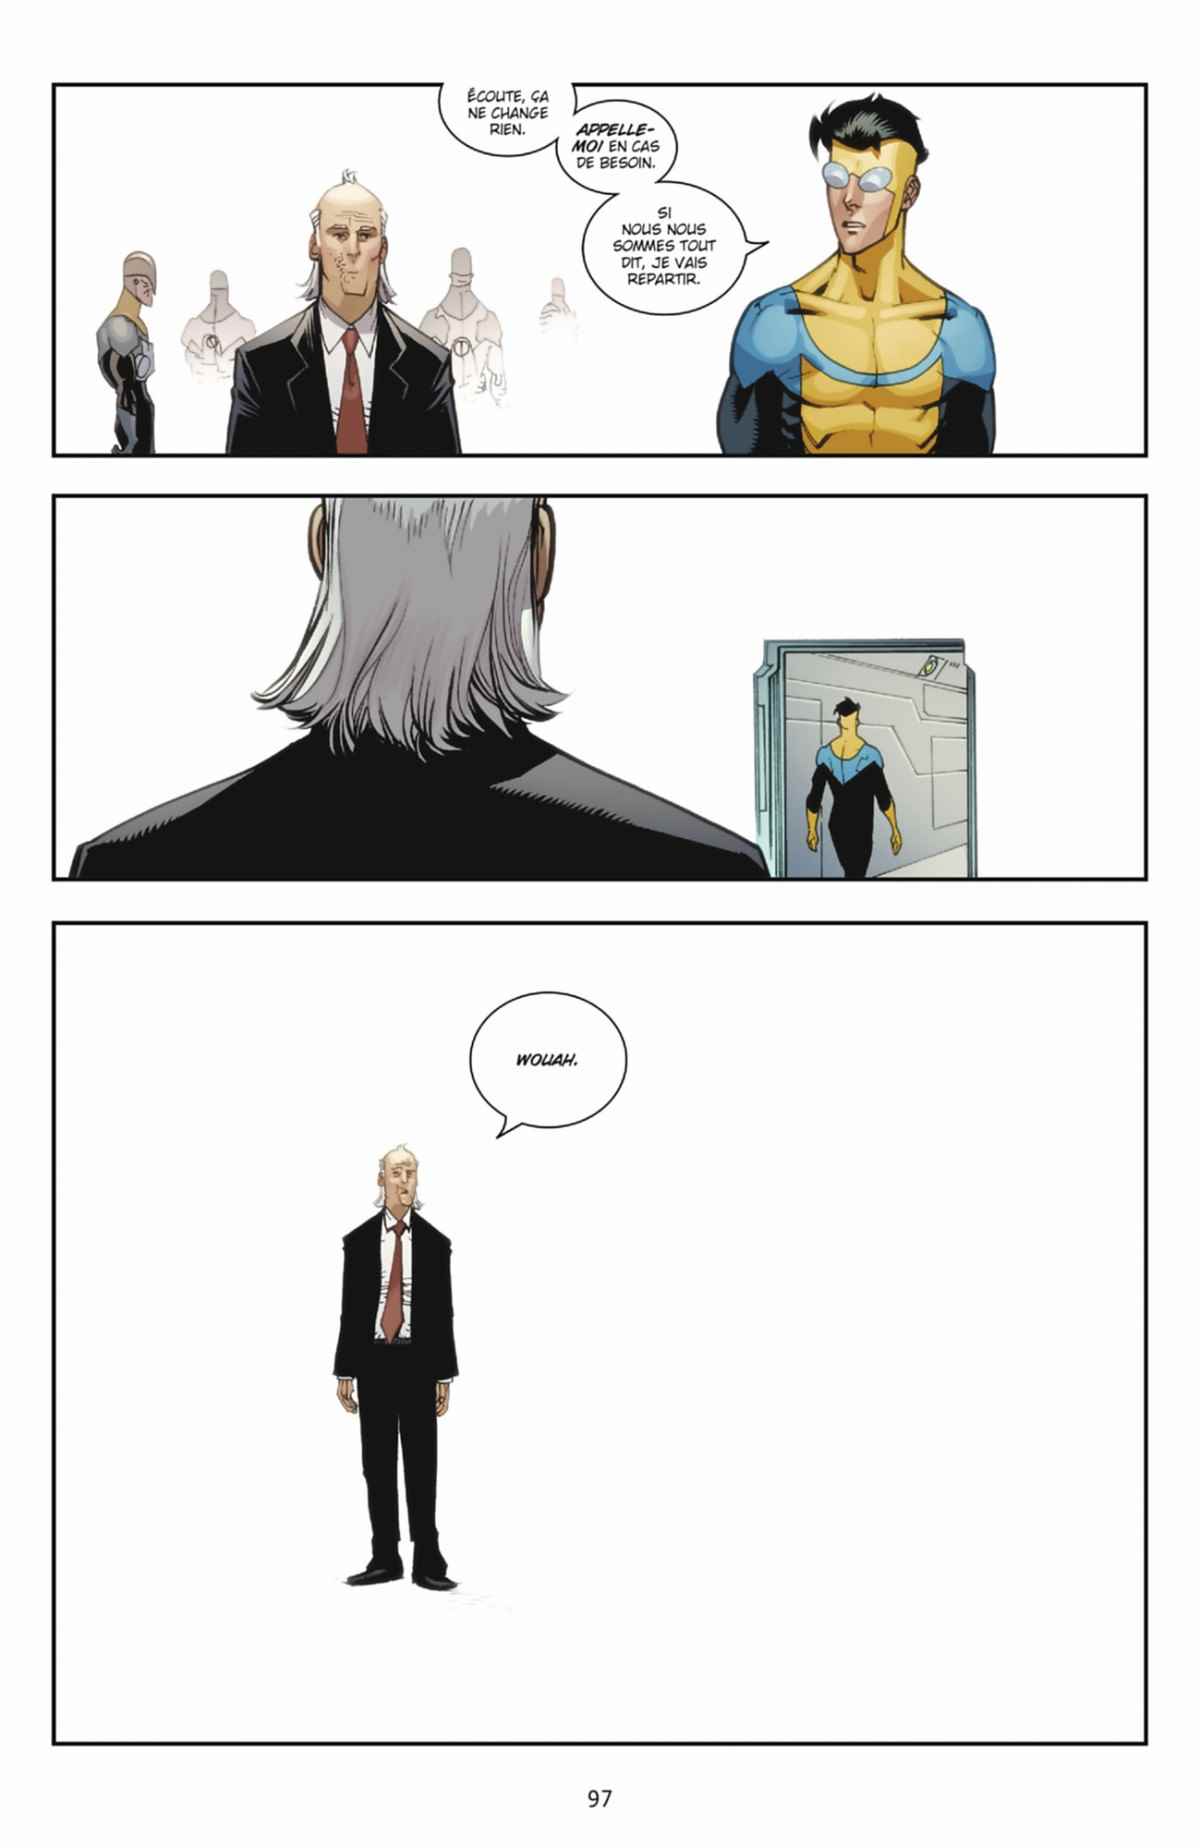 ÉCOUTE, ÇA
NE CHANGE
RIEN.
APPELLE-
MOI EN CAS
DE BESOIN.
SI
NOUS NOUS
SOMMES TOUT
DIT, JE VAIS
REPARTIR.
WOUAH.
97